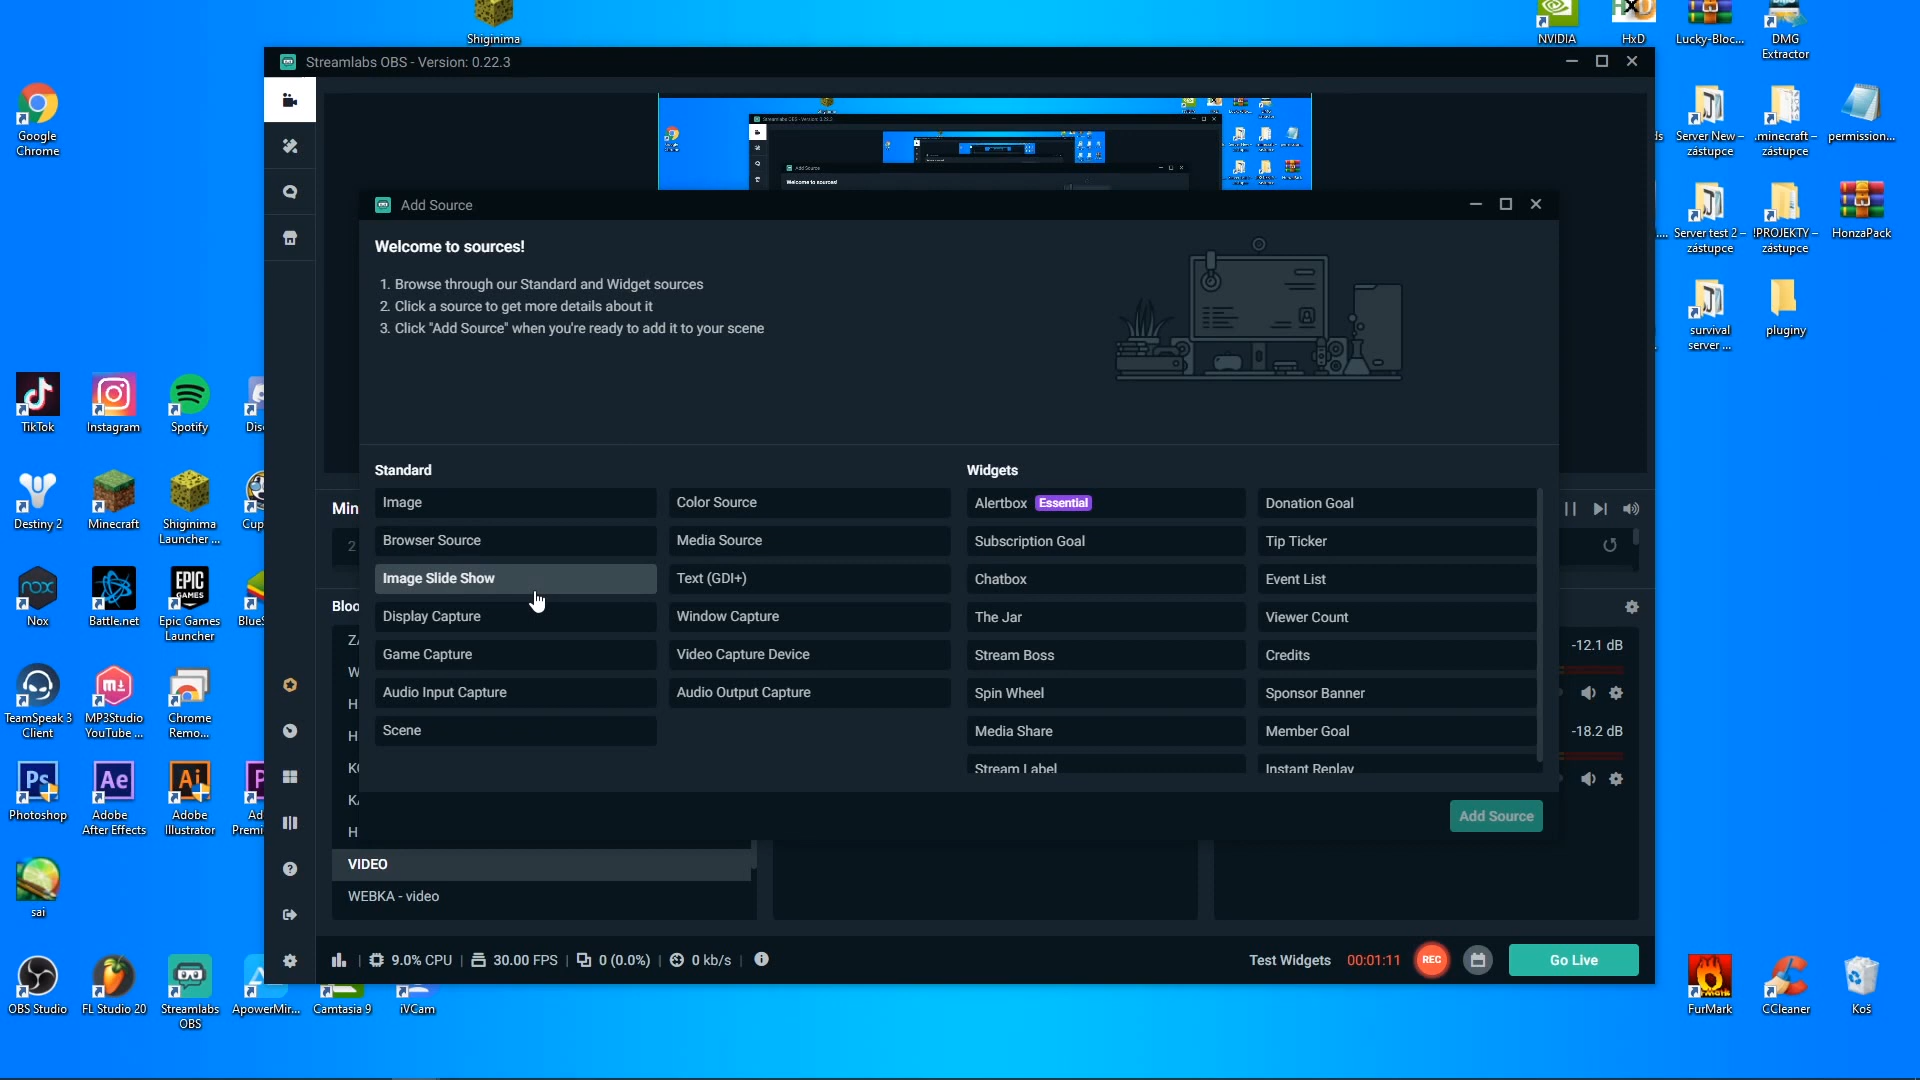 Shiginima
NVIDIA
HxD
Lucky-Bloc...
DMG
Extractor
Streamlabs OBS - Version: 0.22.3
Google
Chrome
Server New –
zástupce
.minecraft –
zástupce
permission...
Add Source
Welcome to sources!
Server test 2 –
zástupce
!PROJEKTY –
zástupce
HonzaPack
1. Browse through our Standard and Widget sources
2. Click a source to get more details about it
3. Click "Add Source" when you're ready to add it to your scene
survival
server ...
pluginy
TikTok
Instagram
Spotify
Standard
Widgets
Image
Color Source
Alertbox Essential
Donation Goal
Browser Source
Media Source
Subscription Goal
Tip Ticker
Image Slide Show
Text (GDI+)
Chatbox
Event List
Display Capture
Window Capture
The Jar
Viewer Count
Game Capture
Video Capture Device
Stream Boss
Credits
Audio Input Capture
Audio Output Capture
Spin Wheel
Sponsor Banner
Scene
Media Share
Member Goal
Stream Label
Instant Replay
Add Source
-12.1 dB
-18.2 dB
Destiny 2
Minecraft
Shiginima
Launcher ...
Nox
Battle.net
EPIC
GAMES
Epic Games
Launcher
TeamSpeak 3
Client
MP3Studio
YouTube ...
Chrome
Remo...
Ps
Photoshop
Ae
Adobe
After Effects
Ai
Adobe
Illustrator
sai
VIDEO
WEBKA - video
9.0% CPU
30.00 FPS
0 (0.0%)
0 kb/s
Test Widgets
00:01:11
REC
Go Live
OBS Studio
FL Studio 20
Streamlabs
OBS
ApowerMir...
Camtasia 9
iVCam
FurMark
CCleaner
Koš